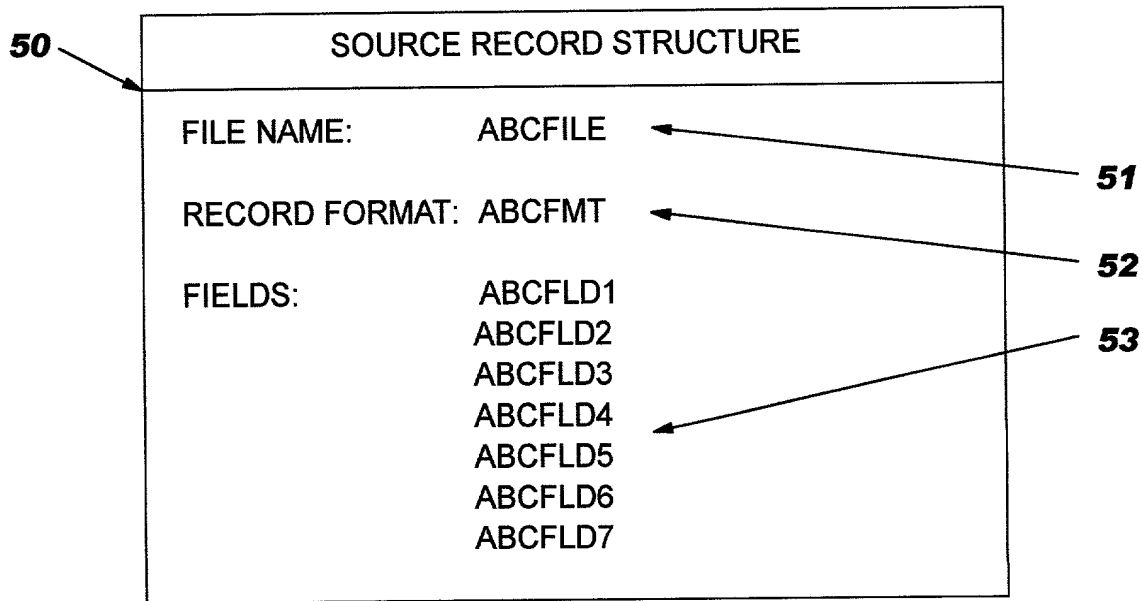 50
SOURCE RECORD STRUCTURE
FILE NAME: ABCFILE
51
RECORD FORMAT: ABCFMT
52
FIELDS: ABCFLD1
ABCFLD2
53
ABCFLD3
ABCFLD4
ABCFLD5
ABCFLD6
ABCFLD7